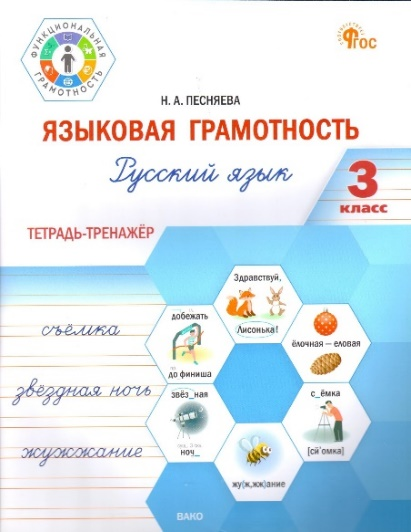 ФУНКЦИОНАЛЬНАЯ ГРАМОТНОСТЬ
ФГОС
Н. А. ПЕСНЯЕВА
ЯЗЫКОВАЯ ГРАМОТНОСТЬ
Русский язык
3
класс
ТЕТРАДЬ-ТРЕНАЖЁР
Здравствуй,
Лисонька!
добежать
до финиша
ёлочная – еловая
съёмка
звёздная ночь
жужжание
звёз_ная
ноч_
с_ёмка
[сй'омка]
жу(ж,жж)ание
ВАКО